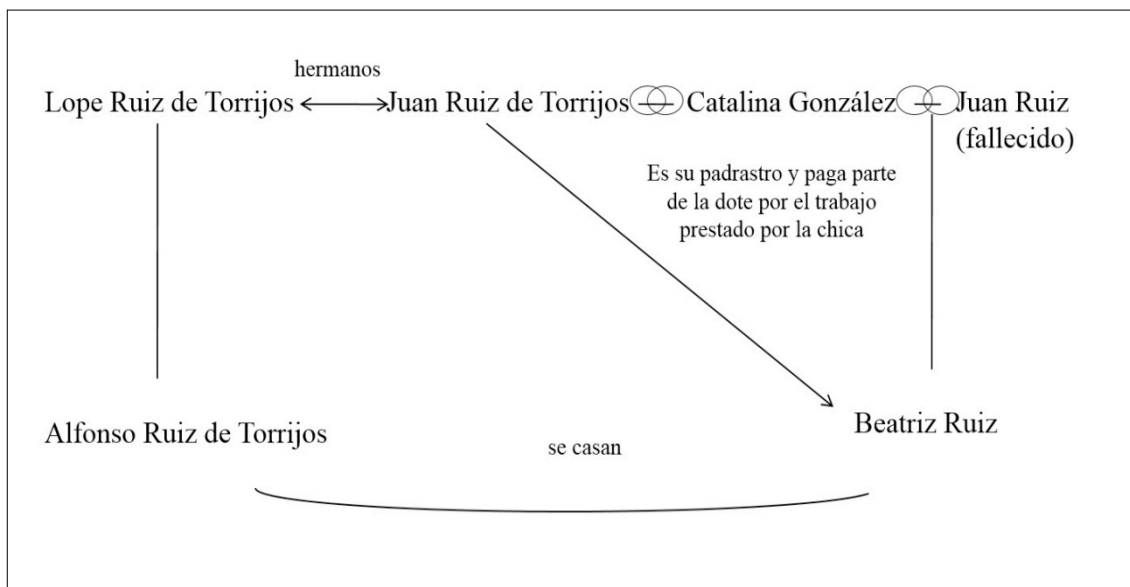 hermanos
Lope Ruiz de Torrijos Juan Ruiz de Torrijos Catalina González Juan Ruiz
(fallecido)
Es su padrastro y paga parte
de la dote por el trabajo
prestado por la chica
Alfonso Ruiz de Torrijos
Beatriz Ruiz
se casan